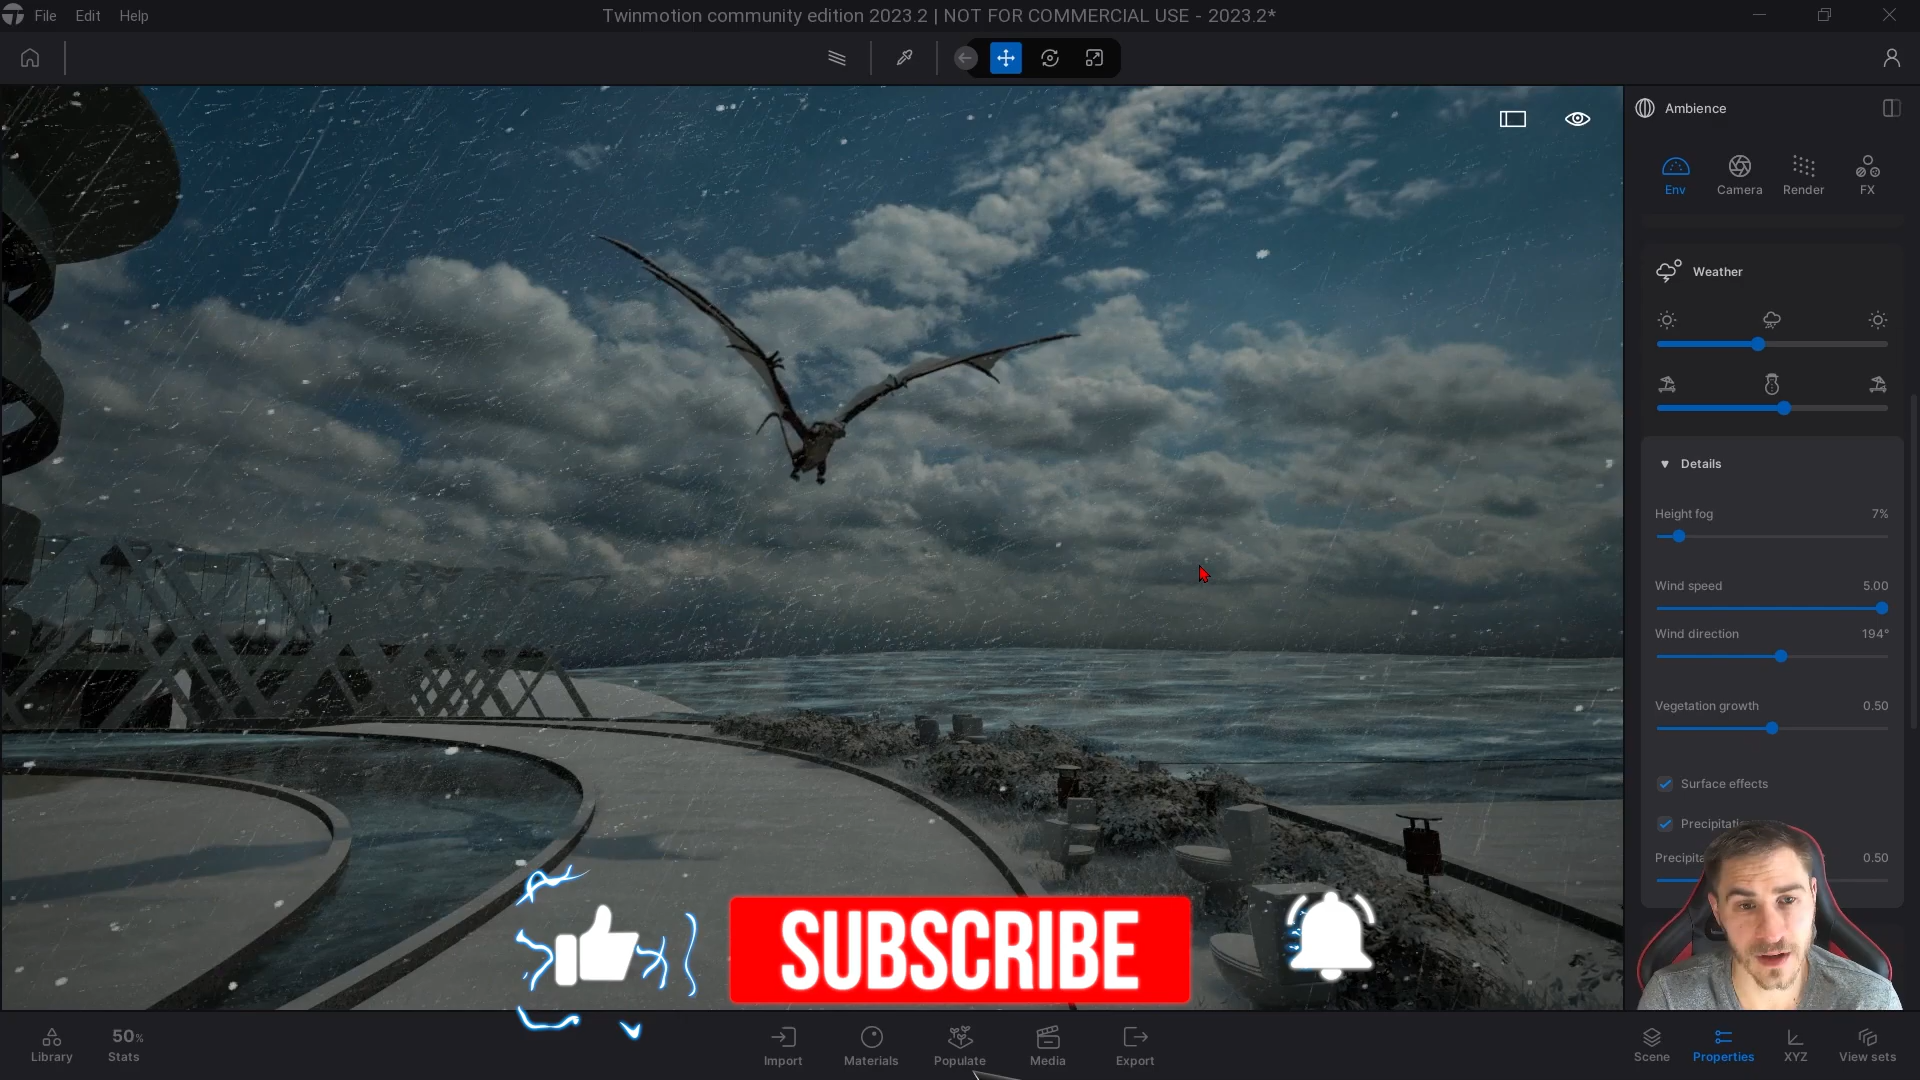 File Edit Help
Twinmotion community edition 2023.2 | NOT FOR COMMERCIAL USE - 2023.2*
Ambience
Env Camera Render FX
Weather
Details
Height fog 7%
Wind speed 5.00
Wind direction 194°
Vegetation growth 0.50
Surface effects
0.50
SUBSCRIBE
50%
Library Stats Import Materials Populate Media Export Scene Properties XYZ View sets